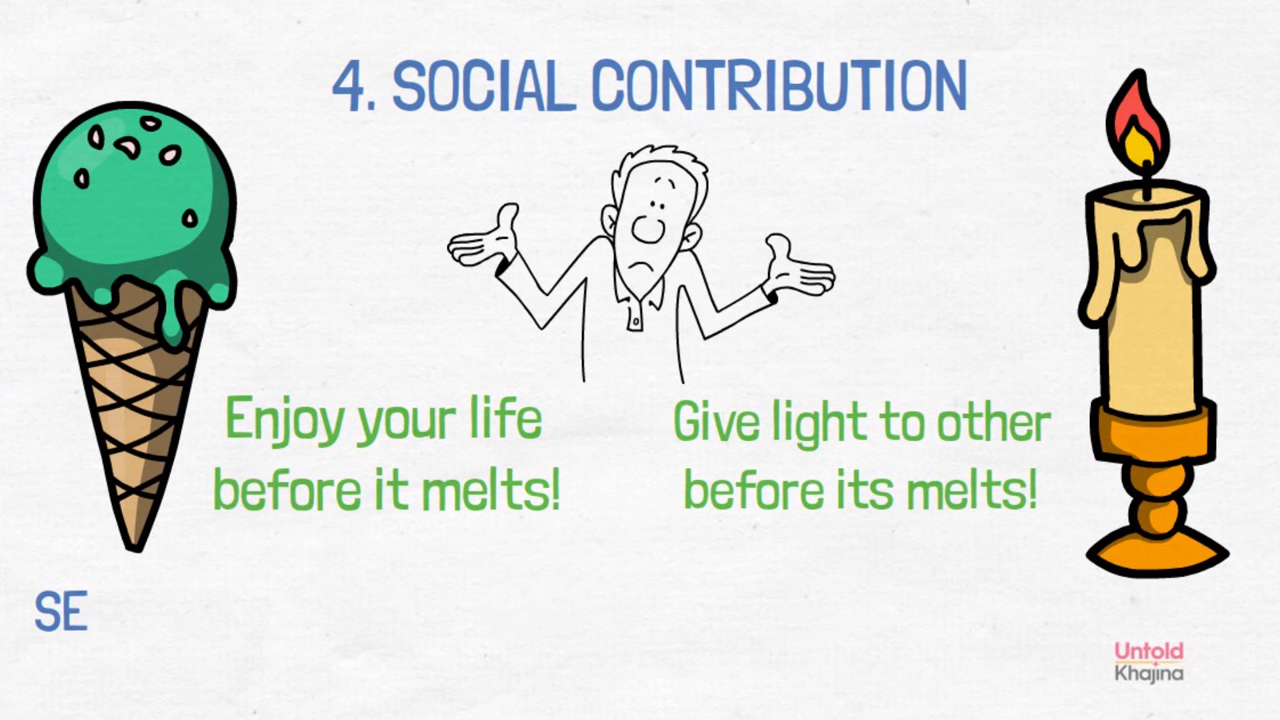 4. SOCIAL CONTRIBUTION
Enjoy your life
before it melts!
Give light to other
before its melts!
SE
Untold
Khajina